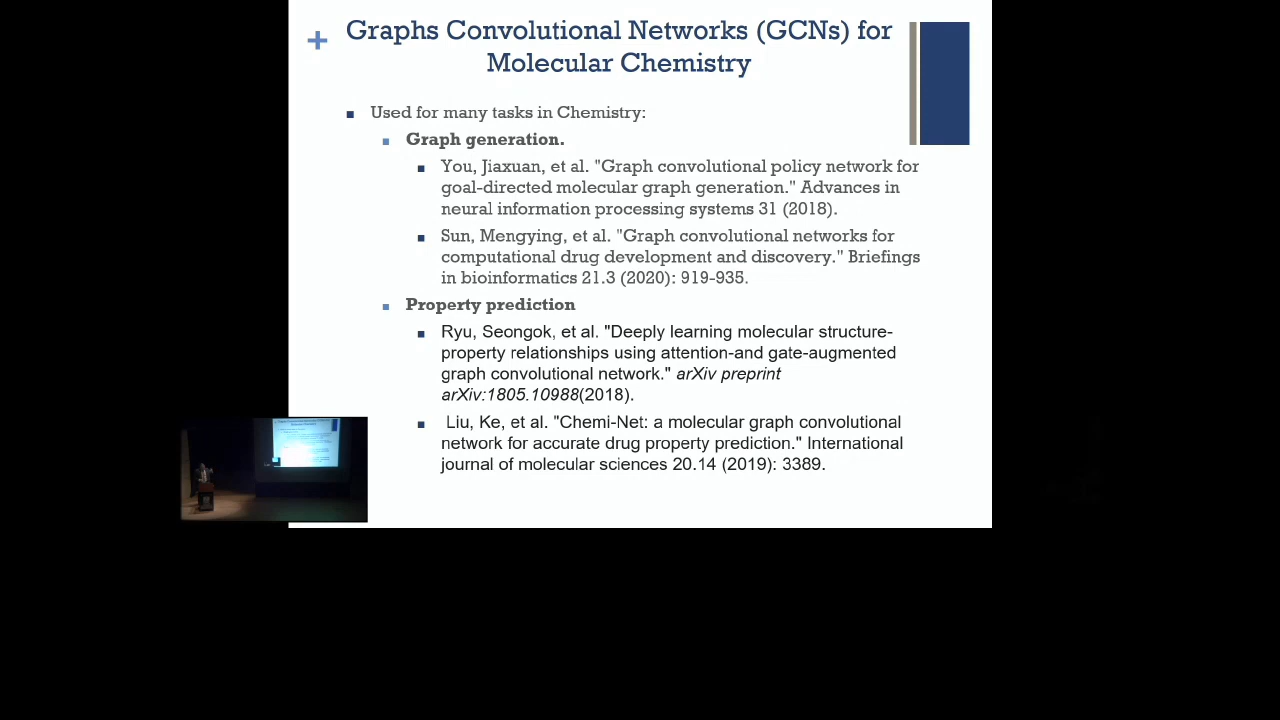 +
Graphs Convolutional Networks (GCNs) for
Molecular Chemistry
Used for many tasks in Chemistry:
Graph generation.
You, Jiaxuan, et al. "Graph convolutional policy network for
goal-directed molecular graph generation." Advances in
neural information processing systems 31 (2018).
Sun, Mengying, et al. "Graph convolutional networks for
computational drug development and discovery." Briefings
in bioinformatics 21.3 (2020): 919-935.
Property prediction
Ryu, Seongok, et al. "Deeply learning molecular structure-
property relationships using attention-and gate-augmented
graph convolutional network." arXiv preprint
arXiv:1805.10988(2018).
Liu, Ke, et al. "Chemi-Net: a molecular graph convolutional
network for accurate drug property prediction." International
journal of molecular sciences 20.14 (2019): 3389.